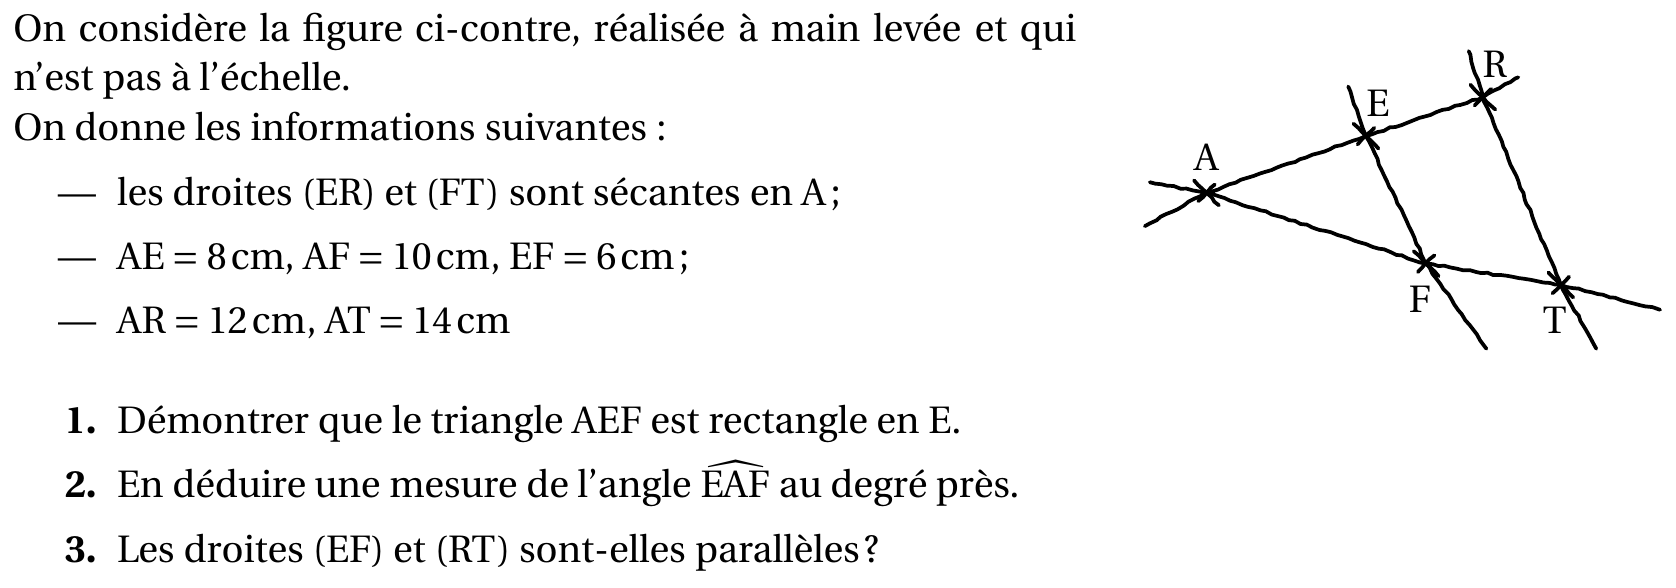 On considère la figure ci-contre, réalisée à main levée et qui
n'est pas à l'échelle.
On donne les informations suivantes :
— les droites (ER) et (FT) sont sécantes en A ;
— AE = 8 cm, AF = 10 cm, EF = 6 cm ;
— AR = 12 cm, AT = 14 cm
1. Démontrer que le triangle AEF est rectangle en E.
2. En déduire une mesure de l'angle \widehat{EAF} au degré près.
3. Les droites (EF) et (RT) sont-elles parallèles ?
R
E
A
F
T